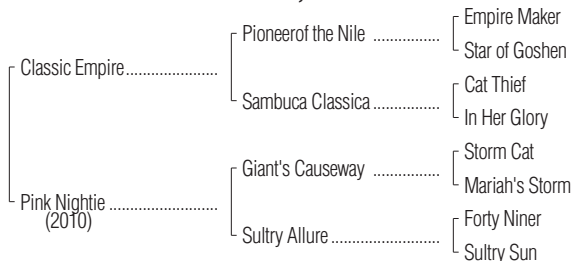 Empire Maker
Pioneerof the Nile ................
Star of Goshen
Classic Empire......................
Cat Thief
Sambuca Classica ................
In Her Glory
Storm Cat
Giant's Causeway ................
Mariah's Storm
Pink Nightie ..........................
(2010)
Forty Niner
Sultry Allure ..........................
Sultry Sun